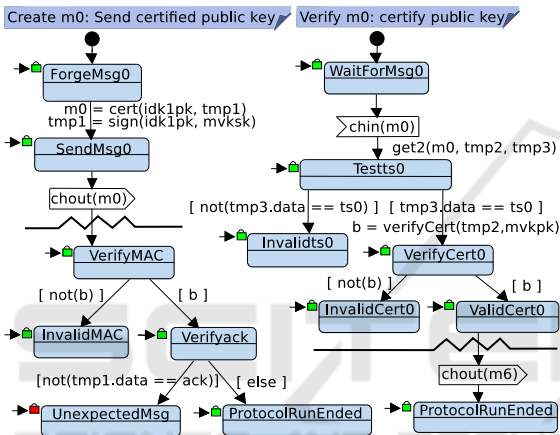 Create m0: Send certified public key
ForgeMsg0
m0 = cert(idk1pk, tmp1)
tmp1 = sign(idk1pk, mvksk)
SendMsg0
chout(m0)
VerifyMAC
[ not(b) ]
[ b ]
InvalidMAC
Verifyack
[not(tmp1.data == ack)]
[ else ]
UnexpectedMsg
ProtocolRunEnded
Verify m0: certify public key
WaitForMsg0
chin(m0)
get2(m0, tmp2, tmp3)
Testts0
[ not(tmp3.data == ts0) ]
[ tmp3.data == ts0 ]
b = verifyCert(tmp2,mvkpk)
Invalidts0
VerifyCert0
[ not(b) ]
[ b ]
InvalidCert0
ValidCert0
chout(m6)
ProtocolRunEnded